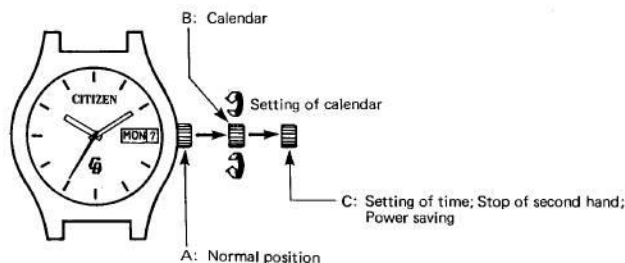 B: Calendar
Setting of calendar
CITIZEN
MON 7
C: Setting of time; Stop of second hand;
Power saving
A: Normal position